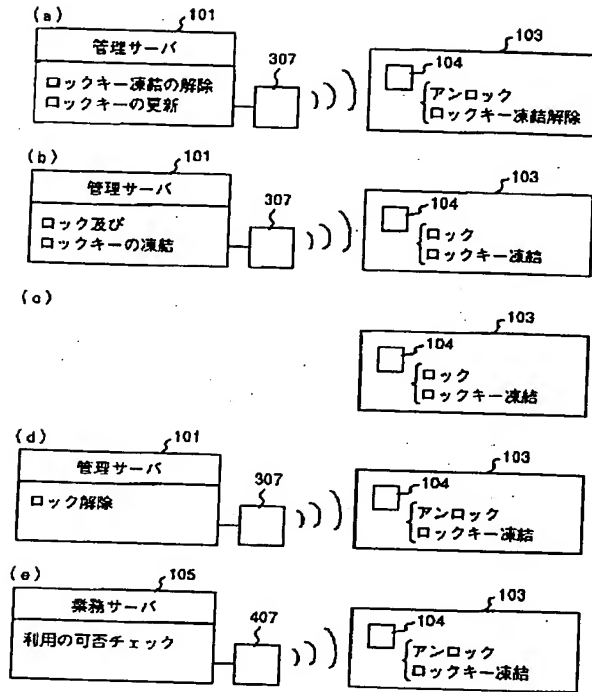 (a)
101
管理サーバ
ロックキー凍結の解除
ロックキーの更新
307
103
104
アンロック
ロックキー凍結解除
(b)
101
管理サーバ
ロック及び
ロックキーの凍結
307
103
104
ロック
ロックキー凍結
(c)
103
104
ロック
ロックキー凍結
(d)
101
管理サーバ
ロック解除
307
103
104
アンロック
ロックキー凍結
(e)
105
業務サーバ
利用の可否チェック
407
103
104
アンロック
ロックキー凍結